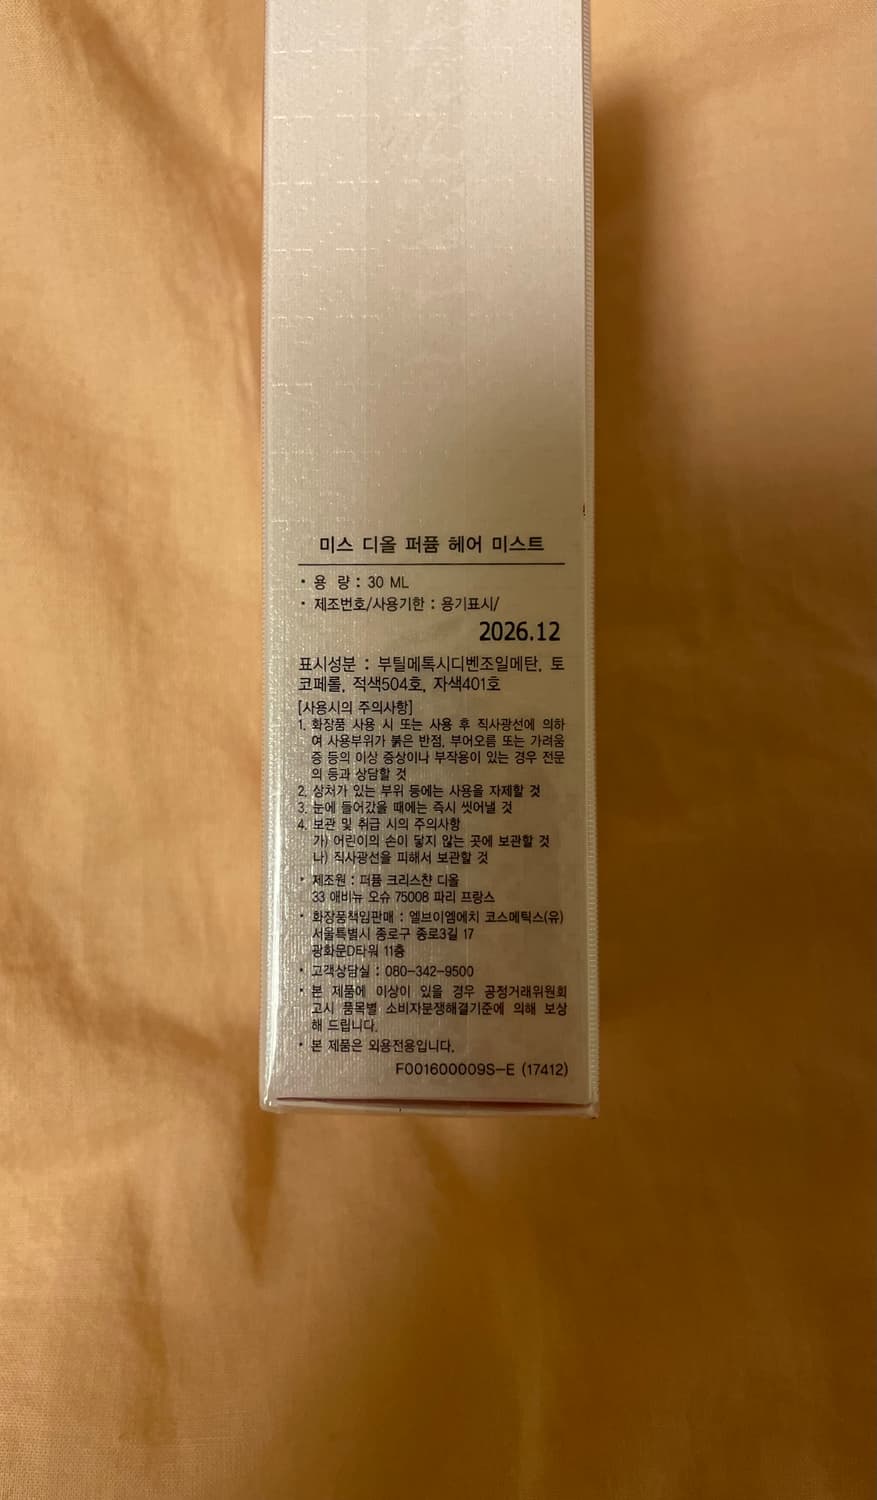 미스 디올 퍼퓸 헤어 미스트
• 용 량 : 30 ML
• 제조번호/사용기한 : 용기표시/
2026.12
표시성분 : 부틸메톡시디벤조일메탄, 토
코페롤, 적색504호, 자색401호
[사용시의 주의사항]
1. 화장품 사용 시 또는 사용 후 직사광선에 의하
여 사용부위가 붉은 반점, 부어오름 또는 가려움
증 등의 이상 증상이나 부작용이 있는 경우 전문
의 등과 상담할 것
2. 상처가 있는 부위 등에는 사용을 자제할 것
3. 눈에 들어갔을 때에는 즉시 씻어낼 것
4. 보관 및 취급 시의 주의사항
가) 어린이의 손이 닿지 않는 곳에 보관할 것
나) 직사광선을 피해서 보관할 것
• 제조원 : 퍼퓸 크리스챤 디올
33 애비뉴 오슈 75008 파리 프랑스
• 화장품책임판매 : 엘브이엠에치 코스메틱스(유)
서울특별시 종로구 종로3길 17
광화문D타워 11층
• 고객상담실 : 080-342-9500
• 본 제품에 이상이 있을 경우 공정거래위원회
고시 품목별 소비자분쟁해결기준에 의해 보상
해 드립니다.
• 본 제품은 외용전용입니다.
F001600009S-E (17412)